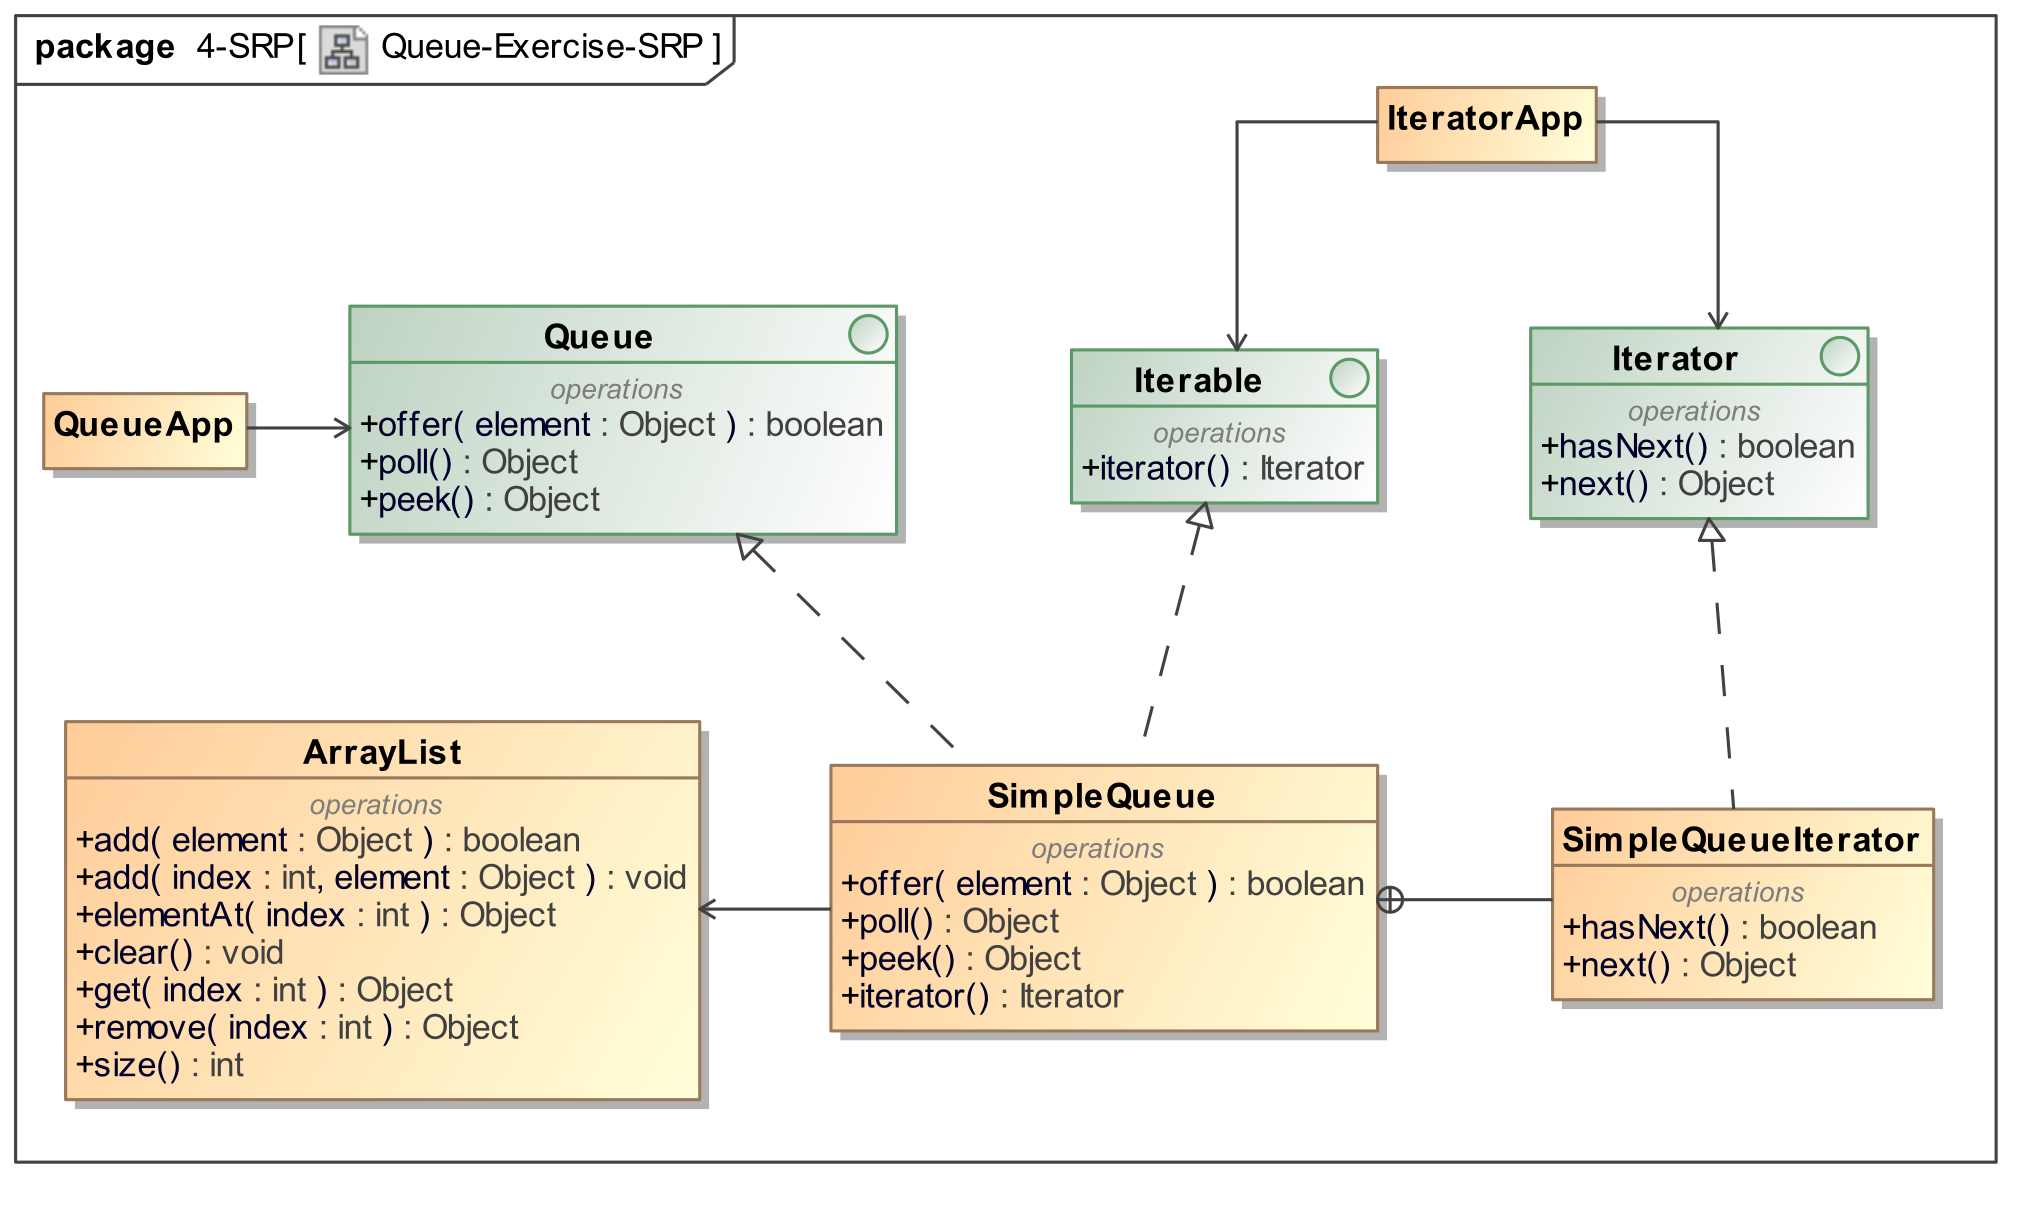 package 4-SRP[ Queue-Exercise-SRP ]
IteratorApp
Queue
operations
+offer( element : Object ) : boolean
+poll() : Object
+peek() : Object
QueueApp
Iterable
operations
+iterator() : Iterator
Iterator
operations
+hasNext() : boolean
+next() : Object
ArrayList
operations
+add( element : Object ) : boolean
+add( index : int, element : Object ) : void
+elementAt( index : int ) : Object
+clear() : void
+get( index : int ) : Object
+remove( index : int ) : Object
+size() : int
SimpleQueue
operations
+offer( element : Object ) : boolean
+poll() : Object
+peek() : Object
+iterator() : Iterator
SimpleQueueIterator
operations
+hasNext() : boolean
+next() : Object